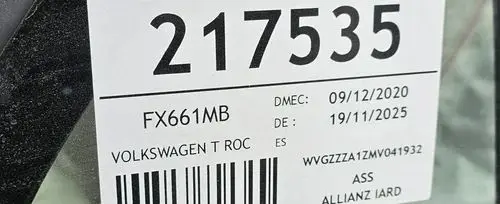 217535
FX661MB DMEC: 09/12/2020
DE : 19/11/2025
VOLKSWAGEN T ROC ES
WVGZZZA1ZMV041932
ASS
ALLIANZ IARD